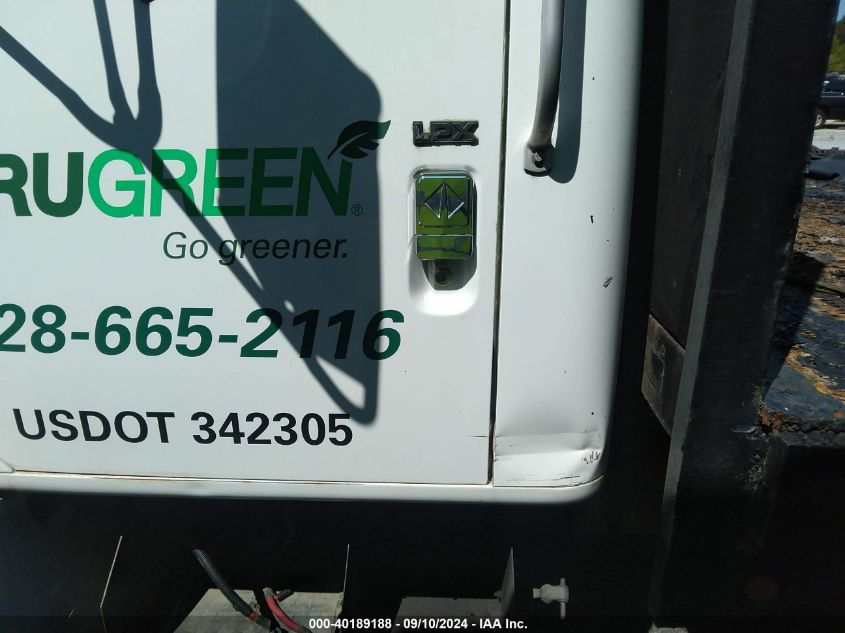 LPX
RUGREEN®
Go greener.
28-665-2116
USDOT 342305
000-40189188 - 09/10/2024 - IAA Inc.